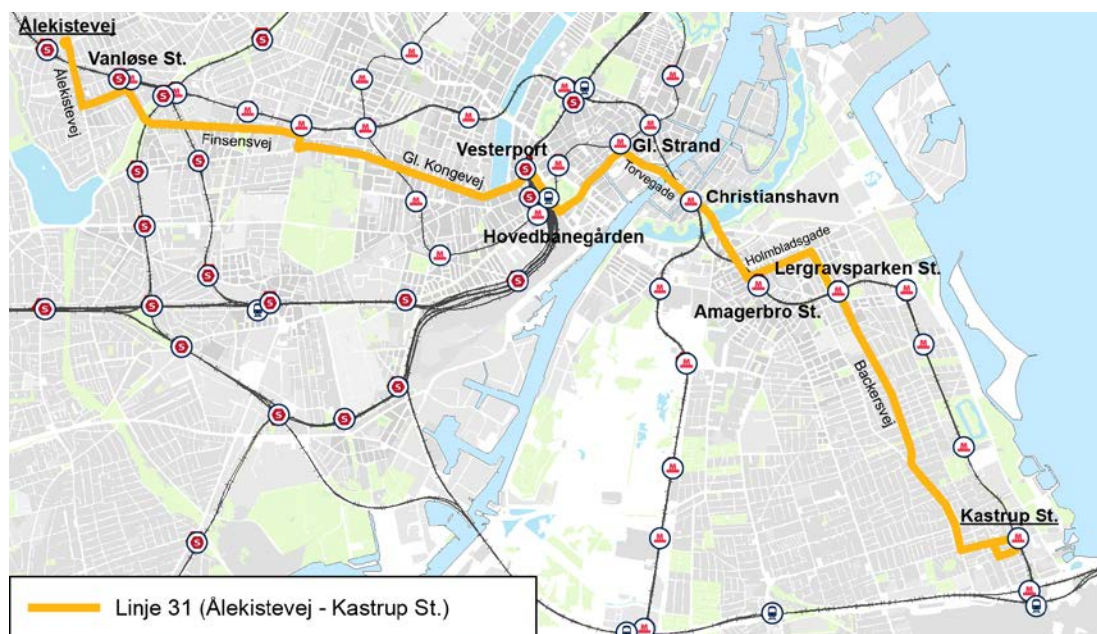 Ålekistevej
Vanløse St.
Ålekistevej
Finsensvej
Gl. Kongevej
Vesterport
Hovedbanegården
Gl. Strand
Torvegade
Christianshavn
Holmbladsgade
Lergravsparken St.
Amagerbro St.
Backersvej
Kastrup St.
Linje 31 (Ålekistevej - Kastrup St.)